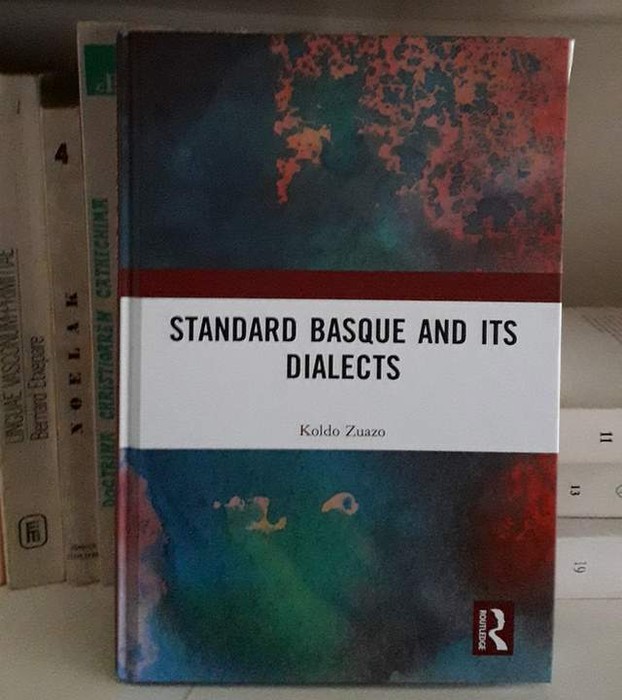 STANDARD BASQUE AND ITS
DIALECTS
Koldo Zuazo
ROUTLEDGE
LINGUAE VASCONUM PRIMITIAE
Bernard Etxepare
4
NOELAK
DOCTRINA CHRISTIAREN CATHECHIMA
11
13
19